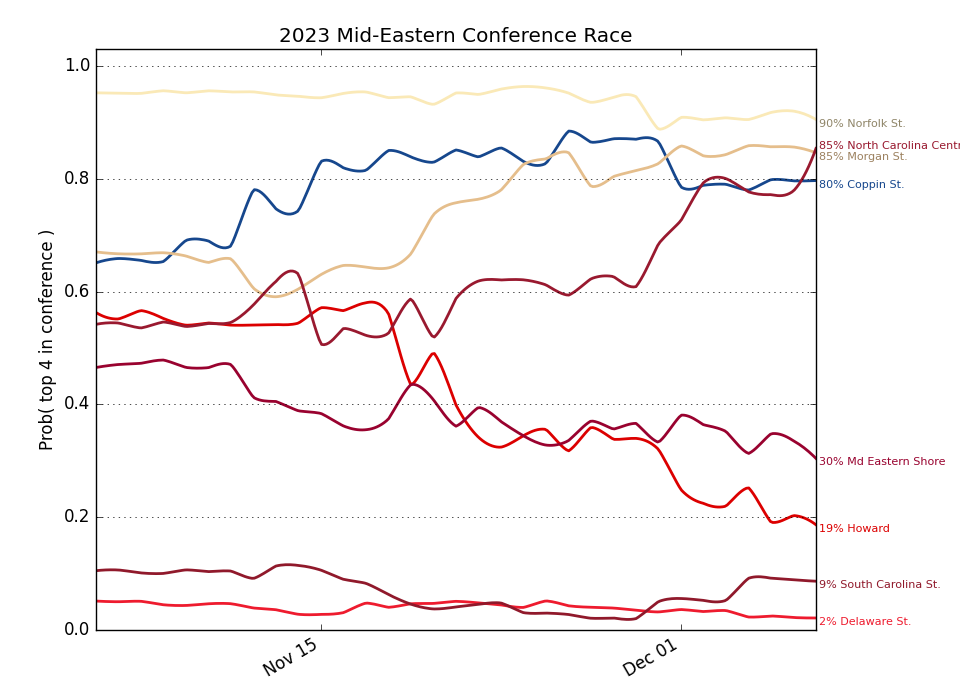 2023 Mid-Eastern Conference Race
Prob( top 4 in conference )
1.0
0.8
0.6
0.4
0.2
0.0
Nov 15
Dec 01
90% Norfolk St.
85% North Carolina Centr
85% Morgan St.
80% Coppin St.
30% Md Eastern Shore
19% Howard
9% South Carolina St.
2% Delaware St.